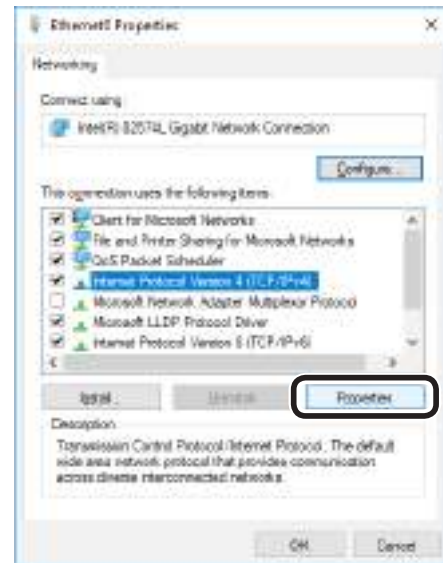 Ethernet0 Properties
Networking
Connect using:
Intel(R) 82574L Gigabit Network Connection
Configure...
This connection uses the following items:
Client for Microsoft Networks
File and Printer Sharing for Microsoft Networks
QoS Packet Scheduler
Internet Protocol Version 4 (TCP/IPv4)
Microsoft Network Adapter Multiplexor Protocol
Microsoft LLDP Protocol Driver
Internet Protocol Version 6 (TCP/IPv6)
Install...
Uninstall
Properties
Description
Transmission Control Protocol/Internet Protocol. The default
wide area network protocol that provides communication
across diverse interconnected networks.
OK
Cancel